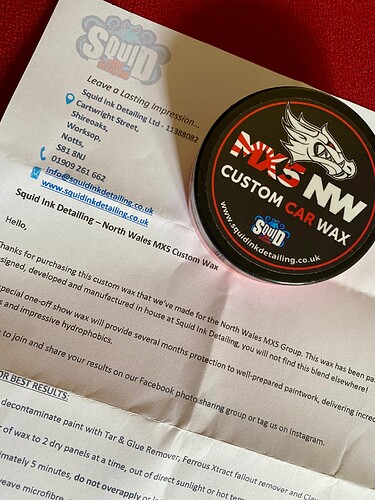 SQUID
INK
Leave a Lasting Impression...
Squid Ink Detailing Ltd - 11388082
Cartwright Street,
Shireoaks,
Worksop,
Notts,
S81 8NJ
01909 261 662
info@squidinkdetailing.co.uk
www.squidinkdetailing.co.uk
Squid Ink Detailing – North Wales MX5 Custom Wax
Hello,
hanks for purchasing this custom wax that we've made for the North Wales MX5 Group. This wax has been
signed, developed and manufactured in house at Squid Ink Detailing, you will not find this blend elsewhere!
pecial one-off show wax will provide several months protection to well-prepared paintwork, delivering
s and impressive hydrophobics.
to join and share your results on our Facebook photo sharing group or tag us on Instagram.
OR BEST RESULTS:
decontaminate paint with Tar & Glue Remover, Ferrous Xtract fallout remover and
of wax to 2 dry panels at a time, out of direct sunlight or hot
imately 5 minutes, do not overapply or
weave microfibre
MX5 NW
CUSTOM CAR WAX
SQUID
www.squidinkdetailing.co.uk